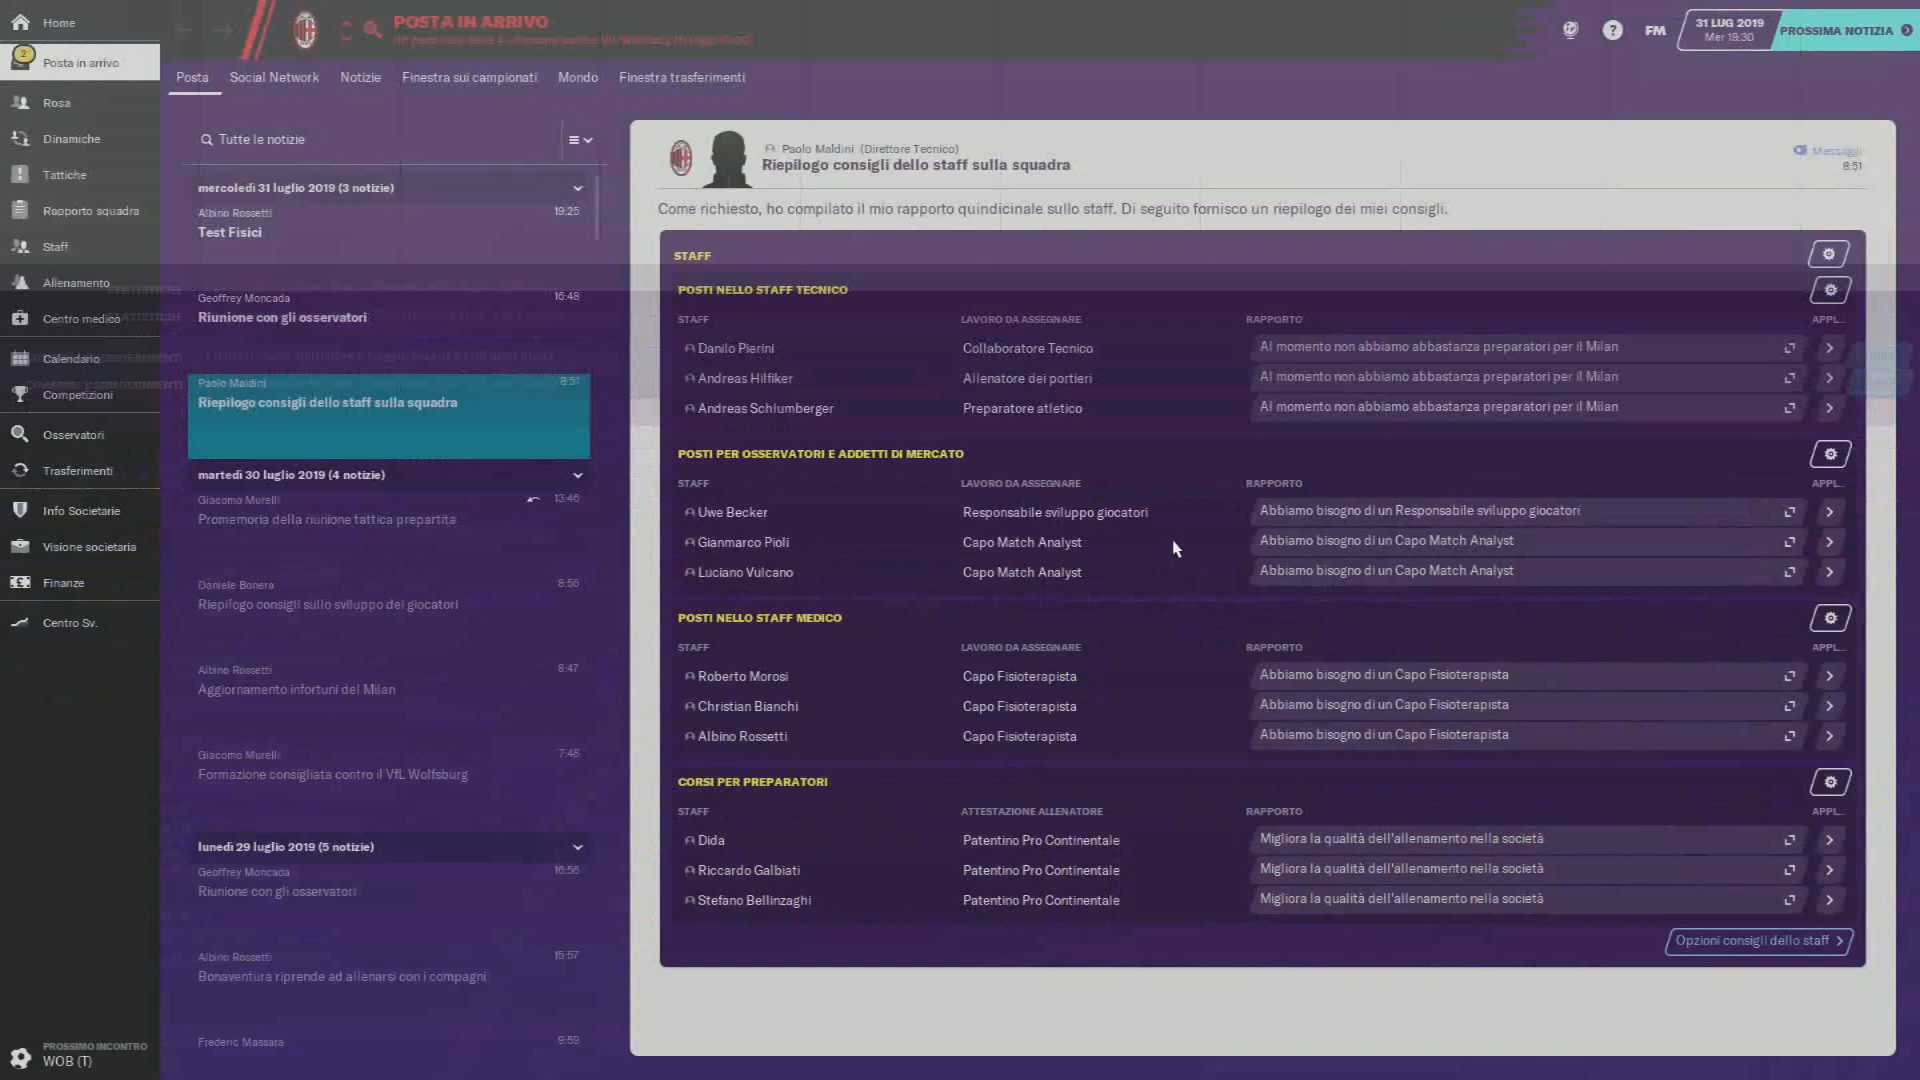 Home
POSTA IN ARRIVO
31 LUG 2019
Mer 19:30
PROSSIMA NOTIZIA
FM
2
Posta in arrivo
Rosa
Dinamiche
Tattiche
Rapporto squadra
Staff
Allenamento
Centro medico
Calendario
Competizioni
Osservatori
Trasferimenti
Info Societarie
Visione societaria
Finanze
Centro Sv.
PROSSIMO INCONTRO
WOB (T)
Posta
Social Network
Notizie
Finestra sui campionati
Mondo
Finestra trasferimenti
Tutte le notizie
mercoledì 31 luglio 2019 (3 notizie)
Albino Rossetti 19:25
Test Fisici
Geoffrey Moncada 16:48
Riunione con gli osservatori
Paolo Maldini 8:51
Riepilogo consigli dello staff sulla squadra
martedì 30 luglio 2019 (4 notizie)
Giacomo Murelli 13:46
Promemoria della riunione tattica prepartita
Daniele Bonera 8:56
Riepilogo consigli sullo sviluppo dei giocatori
Albino Rossetti 8:47
Aggiornamento infortuni del Milan
Giacomo Murelli 7:48
Formazione consigliata contro il VfL Wolfsburg
lunedì 29 luglio 2019 (5 notizie)
Geoffrey Moncada 16:56
Riunione con gli osservatori
Albino Rossetti 15:57
Bonaventura riprende ad allenarsi con i compagni
Frederic Massara 9:59
Paolo Maldini (Direttore Tecnico)
Riepilogo consigli dello staff sulla squadra
Messaggi
8:51
Come richiesto, ho compilato il mio rapporto quindicinale sullo staff. Di seguito fornisco un riepilogo dei miei consigli.
STAFF
POSTI NELLO STAFF TECNICO
STAFF LAVORO DA ASSEGNARE RAPPORTO APPL...
Danilo Pierini Collaboratore Tecnico Al momento non abbiamo abbastanza preparatori per il Milan
Andreas Hilfiker Allenatore dei portieri Al momento non abbiamo abbastanza preparatori per il Milan
Andreas Schlumberger Preparatore atletico Al momento non abbiamo abbastanza preparatori per il Milan
POSTI PER OSSERVATORI E ADDETTI DI MERCATO
STAFF LAVORO DA ASSEGNARE RAPPORTO APPL...
Uwe Becker Responsabile sviluppo giocatori Abbiamo bisogno di un Responsabile sviluppo giocatori
Gianmarco Pioli Capo Match Analyst Abbiamo bisogno di un Capo Match Analyst
Luciano Vulcano Capo Match Analyst Abbiamo bisogno di un Capo Match Analyst
POSTI NELLO STAFF MEDICO
STAFF LAVORO DA ASSEGNARE RAPPORTO APPL...
Roberto Morosi Capo Fisioterapista Abbiamo bisogno di un Capo Fisioterapista
Christian Bianchi Capo Fisioterapista Abbiamo bisogno di un Capo Fisioterapista
Albino Rossetti Capo Fisioterapista Abbiamo bisogno di un Capo Fisioterapista
CORSI PER PREPARATORI
STAFF ATTESTAZIONE ALLENATORE RAPPORTO APPL...
Dida Patentino Pro Continentale Migliora la qualità dell'allenamento nella società
Riccardo Galbiati Patentino Pro Continentale Migliora la qualità dell'allenamento nella società
Stefano Bellinzaghi Patentino Pro Continentale Migliora la qualità dell'allenamento nella società
Opzioni consigli dello staff